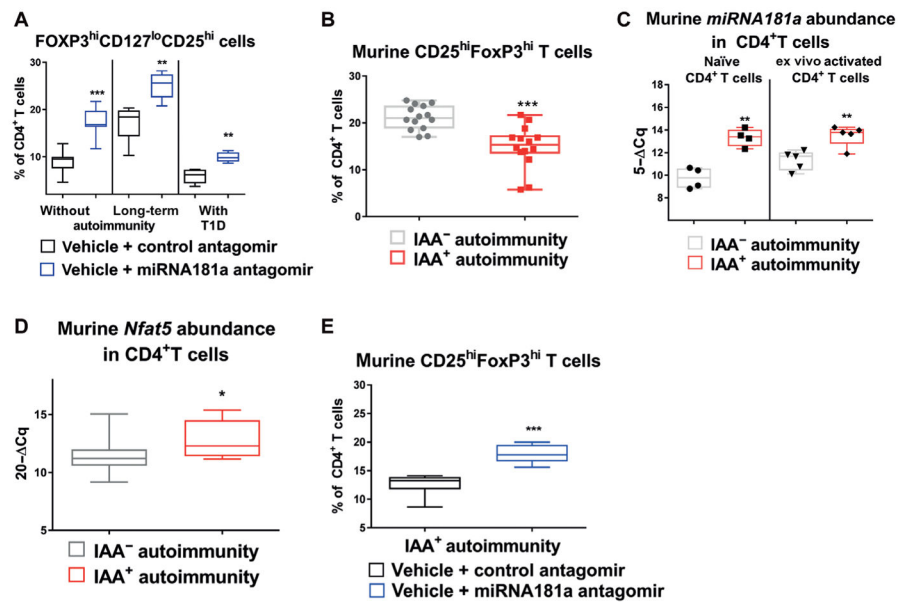 A
FOXP3hiCD127loCD25hi cells
% of CD4+ T cells
30
20
10
***
**
**
Without
Long-term
With
autoimmunity
T1D
Vehicle + control antagomir
Vehicle + miRNA181a antagomir
B
Murine CD25hiFoxP3hi T cells
% of CD4+ T cells
30
20
10
0
***
IAA− autoimmunity
IAA+ autoimmunity
C
Murine miRNA181a abundance
in CD4+T cells
Naïve
CD4+T cells
ex vivo activated
CD4+T cells
5−ΔCq
15
14
12
10
8
6
**
**
IAA− autoimmunity
IAA+ autoimmunity
D
Murine Nfat5 abundance
in CD4+T cells
20−ΔCq
15
10
5
*
IAA− autoimmunity
IAA+ autoimmunity
E
Murine CD25hiFoxP3hi T cells
% of CD4+ T cells
30
25
20
15
10
5
***
IAA+ autoimmunity
Vehicle + control antagomir
Vehicle + miRNA181a antagomir